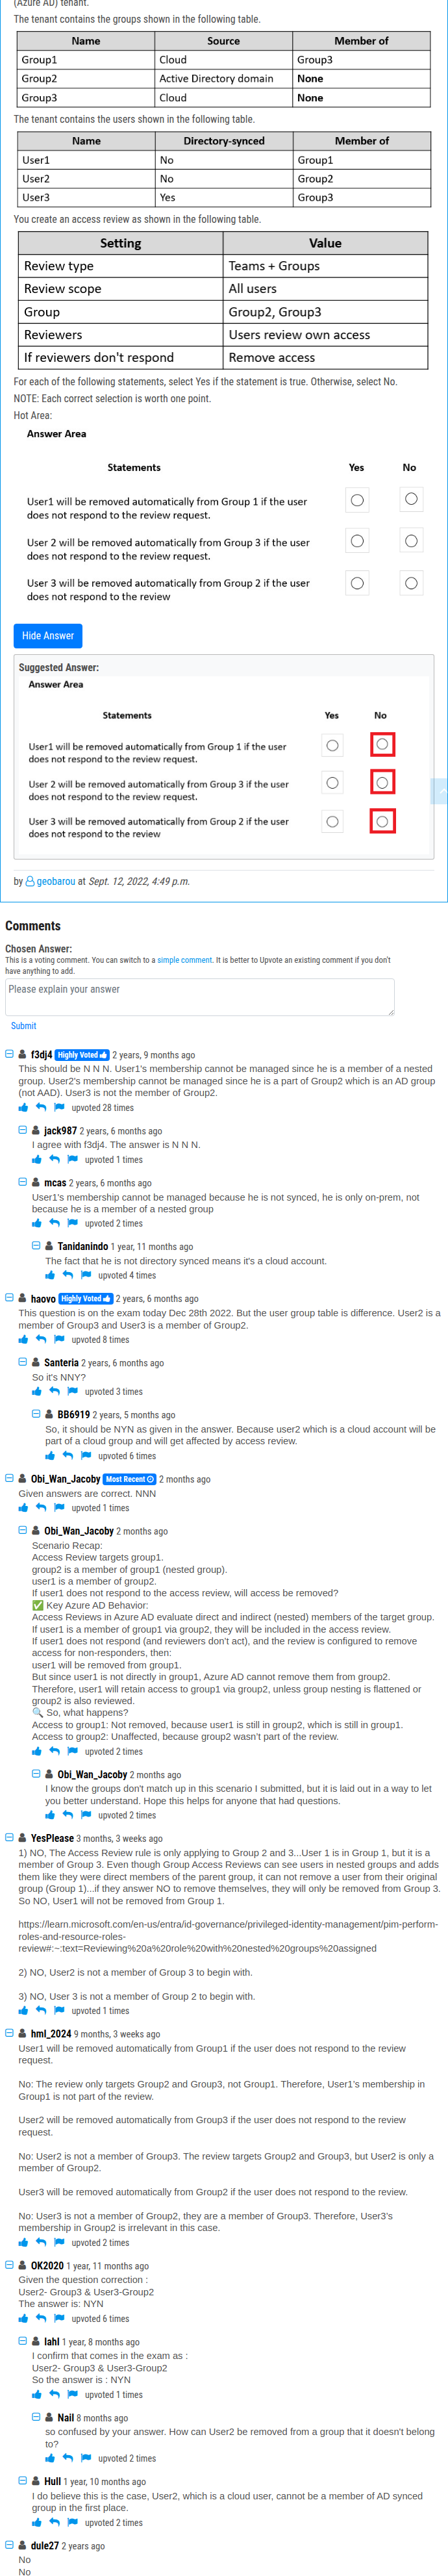 (Azure AD) tenant.
The tenant contains the groups shown in the following table.
Name Source Member of
Group1 Cloud Group3
Group2 Active Directory domain None
Group3 Cloud None
The tenant contains the users shown in the following table.
Name Directory-synced Member of
User1 No Group1
User2 No Group2
User3 Yes Group3
You create an access review as shown in the following table.
Setting Value
Review type Teams + Groups
Review scope All users
Group Group2, Group3
Reviewers Users review own access
If reviewers don't respond Remove access
For each of the following statements, select Yes if the statement is true. Otherwise, select No.
NOTE: Each correct selection is worth one point.
Hot Area:
Answer Area
Statements Yes No
User1 will be removed automatically from Group 1 if the user
does not respond to the review request.
User 2 will be removed automatically from Group 3 if the user
does not respond to the review request.
User 3 will be removed automatically from Group 2 if the user
does not respond to the review
Hide Answer
Suggested Answer:
Answer Area
Statements Yes No
User1 will be removed automatically from Group 1 if the user
does not respond to the review request.
User 2 will be removed automatically from Group 3 if the user
does not respond to the review request.
User 3 will be removed automatically from Group 2 if the user
does not respond to the review
by geobarou at Sept. 12, 2022, 4:49 p.m.
Comments
Chosen Answer:
This is a voting comment. You can switch to a simple comment. It is better to Upvote an existing comment if you don't
have anything to add.
Please explain your answer
Submit
f3dj4 Highly Voted 2 years, 9 months ago
This should be N N N. User1's membership cannot be managed since he is a member of a nested
group. User2's membership cannot be managed since he is a part of Group2 which is an AD group
(not AAD). User3 is not the member of Group2.
upvoted 28 times
jack987 2 years, 6 months ago
I agree with f3dj4. The answer is N N N.
upvoted 1 times
mcas 2 years, 6 months ago
User1's membership cannot be managed because he is not synced, he is only on-prem, not
because he is a member of a nested group
upvoted 2 times
Tanidanindo 1 year, 11 months ago
The fact that he is not directory synced means it's a cloud account.
upvoted 4 times
haovo Highly Voted 2 years, 6 months ago
This question is on the exam today Dec 28th 2022. But the user group table is difference. User2 is a
member of Group3 and User3 is a member of Group2.
upvoted 8 times
Santeria 2 years, 6 months ago
So it's NNY?
upvoted 3 times
BB6919 2 years, 5 months ago
So, it should be NYN as given in the answer. Because user2 which is a cloud account will be
part of a cloud group and will get affected by access review.
upvoted 6 times
Obi_Wan_Jacoby Most Recent 2 months ago
Given answers are correct. NNN
upvoted 1 times
Obi_Wan_Jacoby 2 months ago
Scenario Recap:
Access Review targets group1.
group2 is a member of group1 (nested group).
user1 is a member of group2.
If user1 does not respond to the access review, will access be removed?
✅ Key Azure AD Behavior:
Access Reviews in Azure AD evaluate direct and indirect (nested) members of the target group.
If user1 is a member of group1 via group2, they will be included in the access review.
If user1 does not respond (and reviewers don't act), and the review is configured to remove
access for non-responders, then:
user1 will be removed from group1.
But since user1 is not directly in group1, Azure AD cannot remove them from group2.
Therefore, user1 will retain access to group1 via group2, unless group nesting is flattened or
group2 is also reviewed.
🔍 So, what happens?
Access to group1: Not removed, because user1 is still in group2, which is still in group1.
Access to group2: Unaffected, because group2 wasn't part of the review.
upvoted 2 times
Obi_Wan_Jacoby 2 months ago
I know the groups don't match up in this scenario I submitted, but it is laid out in a way to let
you better understand. Hope this helps for anyone that had questions.
upvoted 2 times
YesPlease 3 months, 3 weeks ago
1) NO, The Access Review rule is only applying to Group 2 and 3...User 1 is in Group 1, but it is a
member of Group 3. Even though Group Access Reviews can see users in nested groups and adds
them like they were direct members of the parent group, it can not remove a user from their original
group (Group 1)...if they answer NO to remove themselves, they will only be removed from Group 3.
So NO, User1 will not be removed from Group 1.
https://learn.microsoft.com/en-us/entra/id-governance/privileged-identity-management/pim-perform-
roles-and-resource-roles-
review#:~:text=Reviewing%20a%20role%20with%20nested%20groups%20assigned
2) NO, User2 is not a member of Group 3 to begin with.
3) NO, User 3 is not a member of Group 2 to begin with.
upvoted 1 times
hml_2024 9 months, 3 weeks ago
User1 will be removed automatically from Group1 if the user does not respond to the review
request.
No: The review only targets Group2 and Group3, not Group1. Therefore, User1's membership in
Group1 is not part of the review.
User2 will be removed automatically from Group3 if the user does not respond to the review
request.
No: User2 is not a member of Group3. The review targets Group2 and Group3, but User2 is only a
member of Group2.
User3 will be removed automatically from Group2 if the user does not respond to the review.
No: User3 is not a member of Group2, they are a member of Group3. Therefore, User3's
membership in Group2 is irrelevant in this case.
upvoted 2 times
OK2020 1 year, 11 months ago
Given the question correction :
User2- Group3 & User3-Group2
The answer is: NYN
upvoted 6 times
lahl 1 year, 8 months ago
I confirm that comes in the exam as :
User2- Group3 & User3-Group2
So the answer is : NYN
upvoted 1 times
Nail 8 months ago
so confused by your answer. How can User2 be removed from a group that it doesn't belong
to?
upvoted 2 times
Hull 1 year, 10 months ago
I do believe this is the case, User2, which is a cloud user, cannot be a member of AD synced
group in the first place.
upvoted 2 times
dule27 2 years ago
No
No